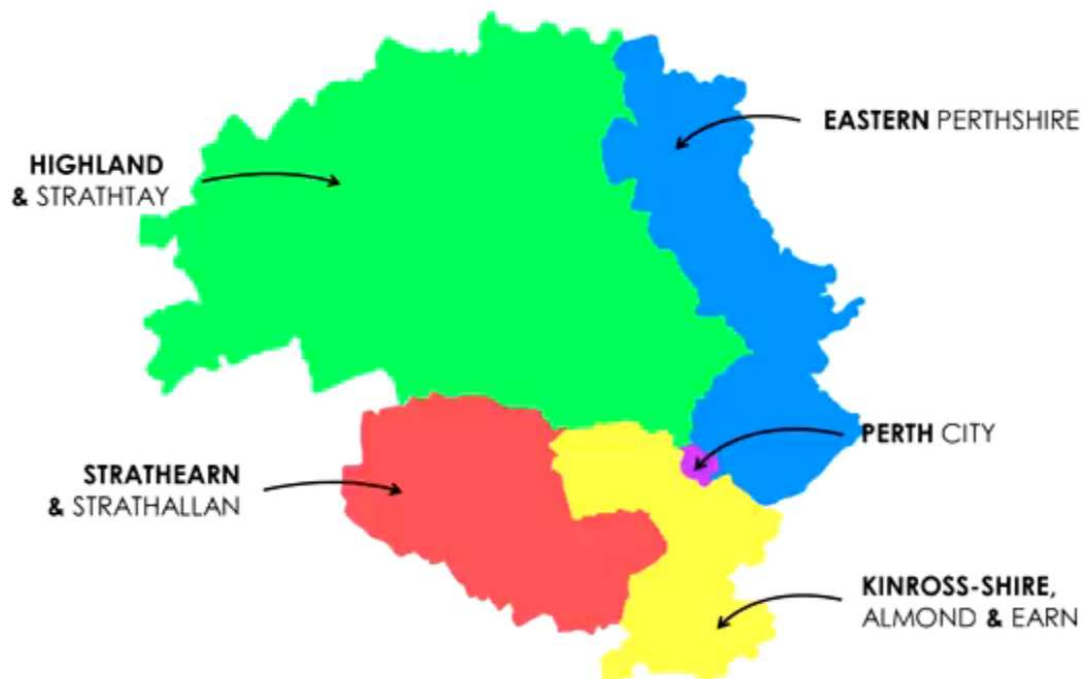 EASTERN PERTHSHIRE
HIGHLAND
& STRATHTAY
PERTH CITY
STRATHEARN
& STRATHALLAN
KINROSS-SHIRE,
ALMOND & EARN